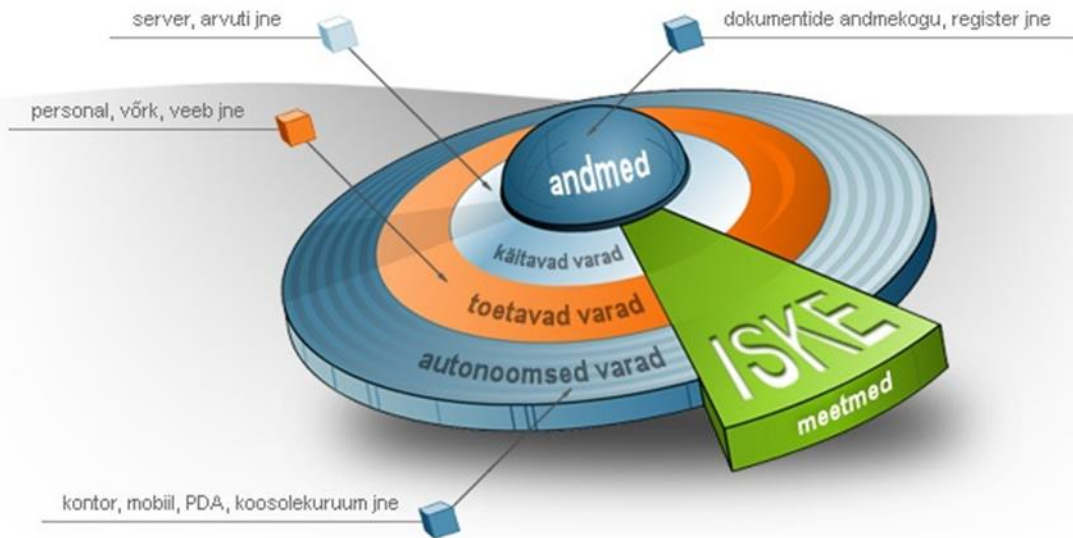 server, arvuti jne
dokumentide andmekogu, register jne
personal, võrk, veeb jne
andmed
käitavad varad
toetavad varad
autonoomsed varad
ISKE
meetmed
kontor, mobiil, PDA, koosolekuruum jne